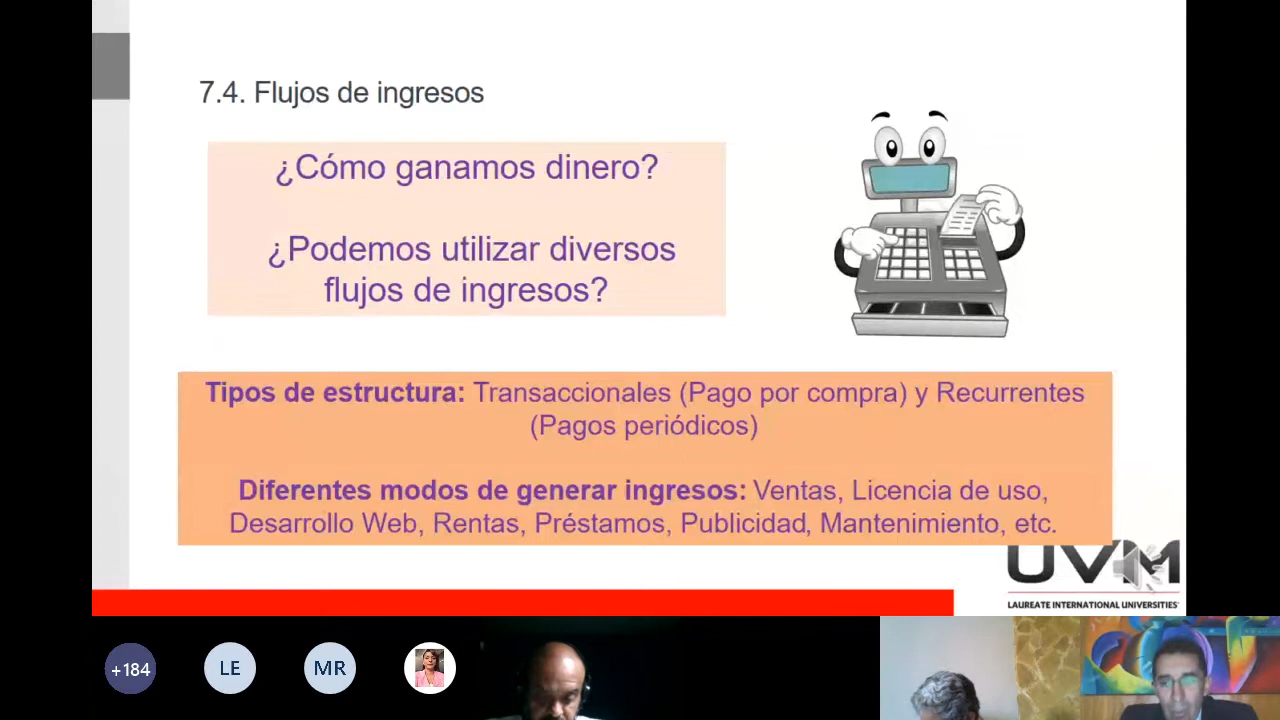 7.4. Flujos de ingresos
¿Cómo ganamos dinero?
¿Podemos utilizar diversos
flujos de ingresos?
Tipos de estructura: Transaccionales (Pago por compra) y Recurrentes
(Pagos periódicos)
Diferentes modos de generar ingresos: Ventas, Licencia de uso,
Desarrollo Web, Rentas, Préstamos, Publicidad, Mantenimiento, etc.
UVM
LAUREATE INTERNATIONAL UNIVERSITIES
+184
LE
MR